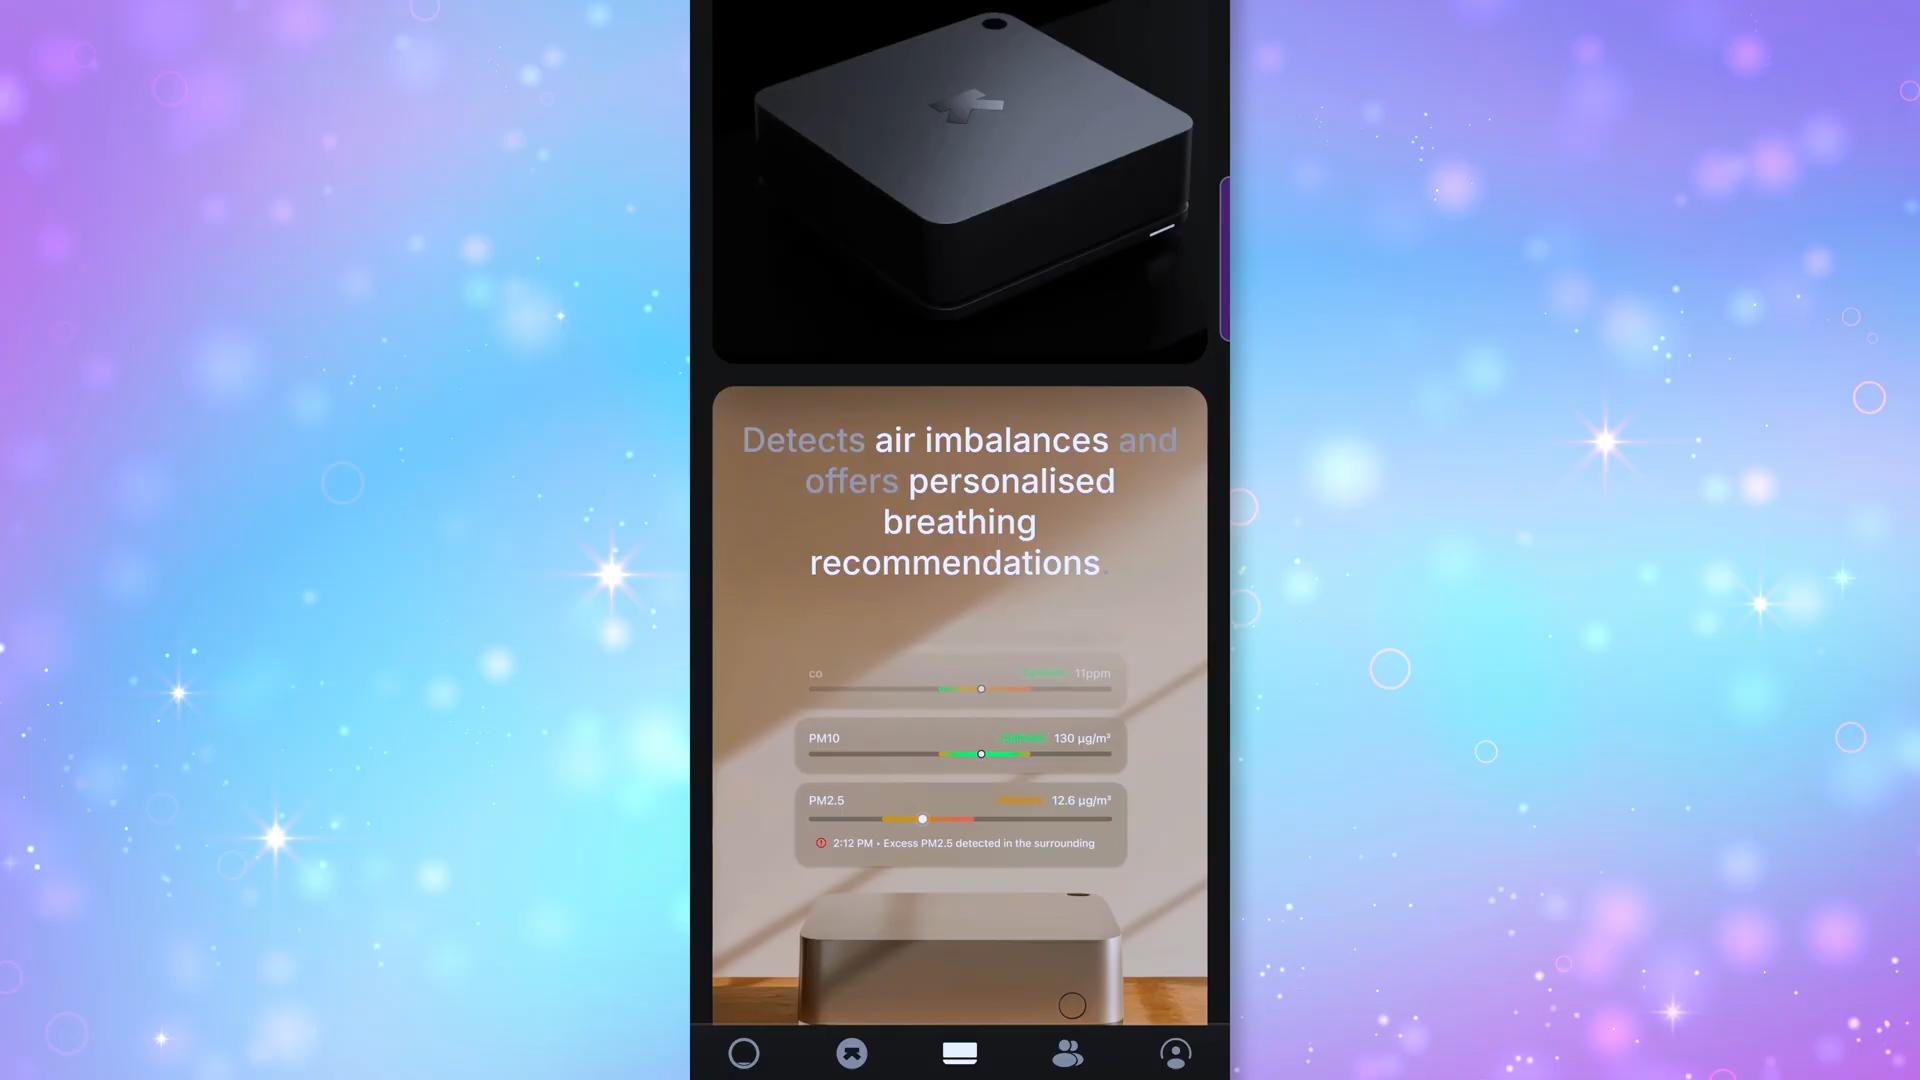 Detects air imbalances and
offers personalised
breathing
recommendations.
co 11ppm
PM10 130 µg/m³
PM2.5 12.6 µg/m³
2:12 PM • Excess PM2.5 detected in the surrounding